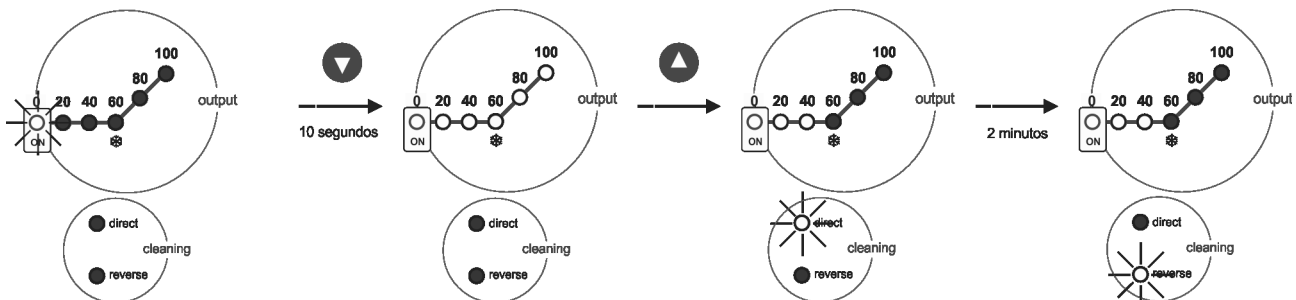 100
80
0 20 40 60
output
ON
direct
cleaning
reverse
10 segundos
100
80
0 20 40 60
output
ON
direct
cleaning
reverse
100
80
0 20 40 60
output
ON
direct
cleaning
reverse
2 minutos
100
80
0 20 40 60
output
ON
direct
cleaning
reverse